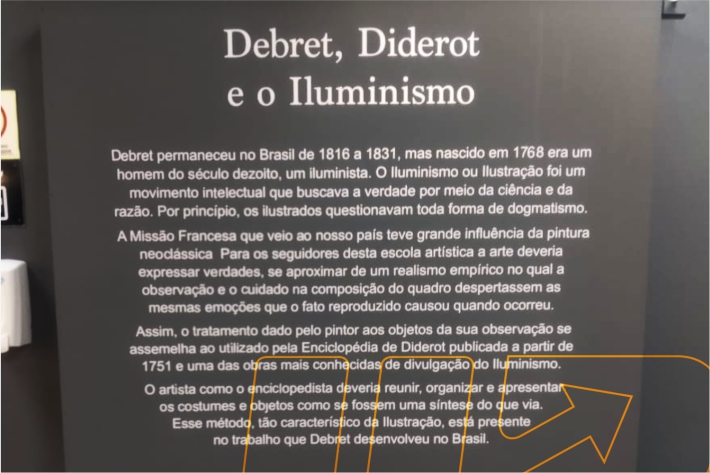 Debret, Diderot
e o Iluminismo
Debret permaneceu no Brasil de 1816 a 1831, mas nascido em 1768 era um
homem do século dezoito, um iluminista. O Iluminismo ou Ilustração foi um
movimento intelectual que buscava a verdade por meio da ciência e da
razão. Por princípio, os ilustrados questionavam toda forma de dogmatismo.
A Missão Francesa que veio ao nosso país teve grande influência da pintura
neoclássica Para os seguidores desta escola artística a arte deveria
expressar verdades, se aproximar de um realismo empírico no qual a
observação e o cuidado na composição do quadro despertassem as
mesmas emoções que o fato reproduzido causou quando ocorreu.
Assim, o tratamento dado pelo pintor aos objetos da sua observação se
assemelha ao utilizado pela Enciclopédia de Diderot publicada a partir de
1751 e uma das obras mais conhecidas de divulgação do Iluminismo.
O artista como o enciclopedista deveria reunir, organizar e apresentar
os costumes e objetos como se fossem uma síntese do que via.
Esse método, tão característico da Ilustração, está presente
no trabalho que Debret desenvolveu no Brasil.